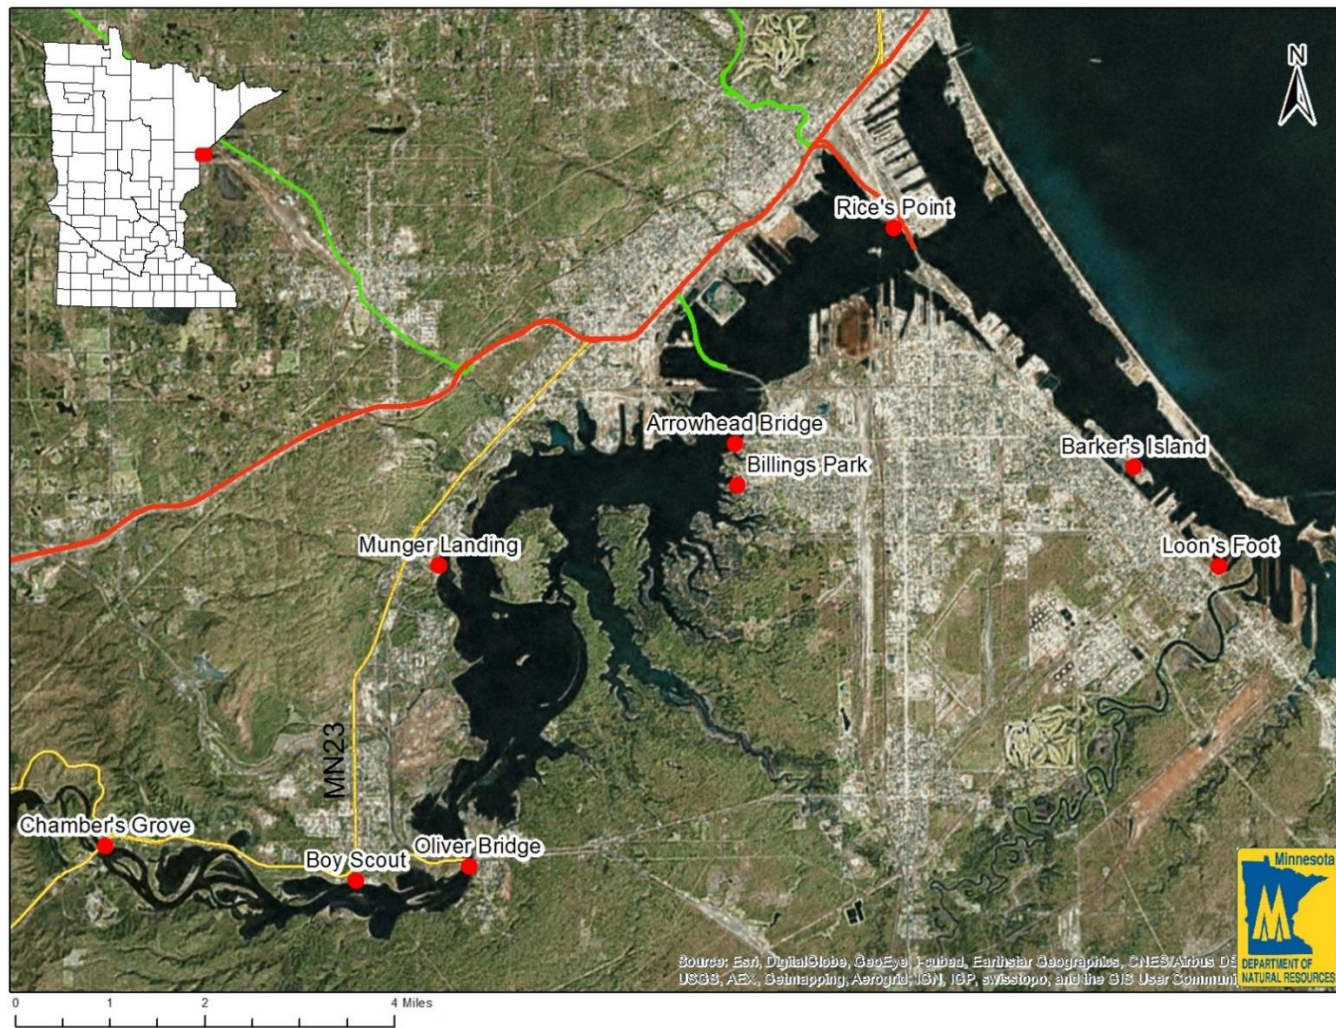 N
Rice's Point
Arrowhead Bridge
Billings Park
Barker's Island
Munger Landing
Loon's Foot
MN23
Chamber's Grove
Boy Scout
Oliver Bridge
Minnesota
DEPARTMENT OF
NATURAL RESOURCES
Source: Esri, DigitalGlobe, GeoEye, i-cubed, Earthstar Geographics, CNES/Airbus DS
USGS, AEX, Getmapping, Aerogrid, IGN, IGP, swisstopo, and the GIS User Communi
0 1 2 4 Miles